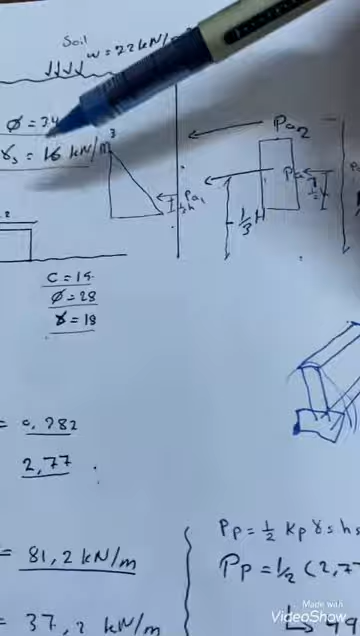 Soil
w = 22 kN/m
Ø = 34
γs = 16 kN/m³
Pa2
Pa1
1/3 H
C = 15
Ø = 28
γ = 18
= 0,282
2,77
= 81,2 kN/m
= 37,2 kN/m
Pp = 1/2 Kp γs hs
Pp = 1/2 (2,77
Made with
VideoShow